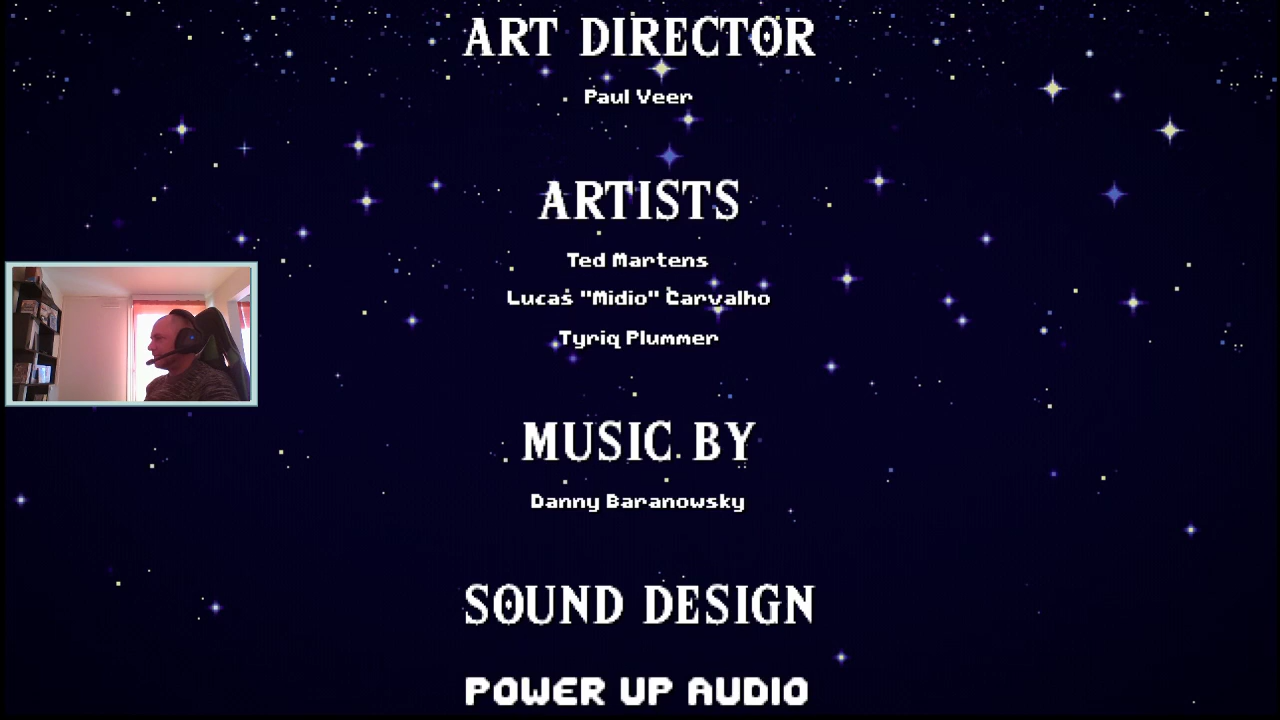 ART DIRECTOR
Paul Veer
ARTISTS
Ted Martens
Lucas "Midio" Carvalho
Tyriq Plummer
MUSIC BY
Danny Baranowsky
SOUND DESIGN
POWER UP AUDIO